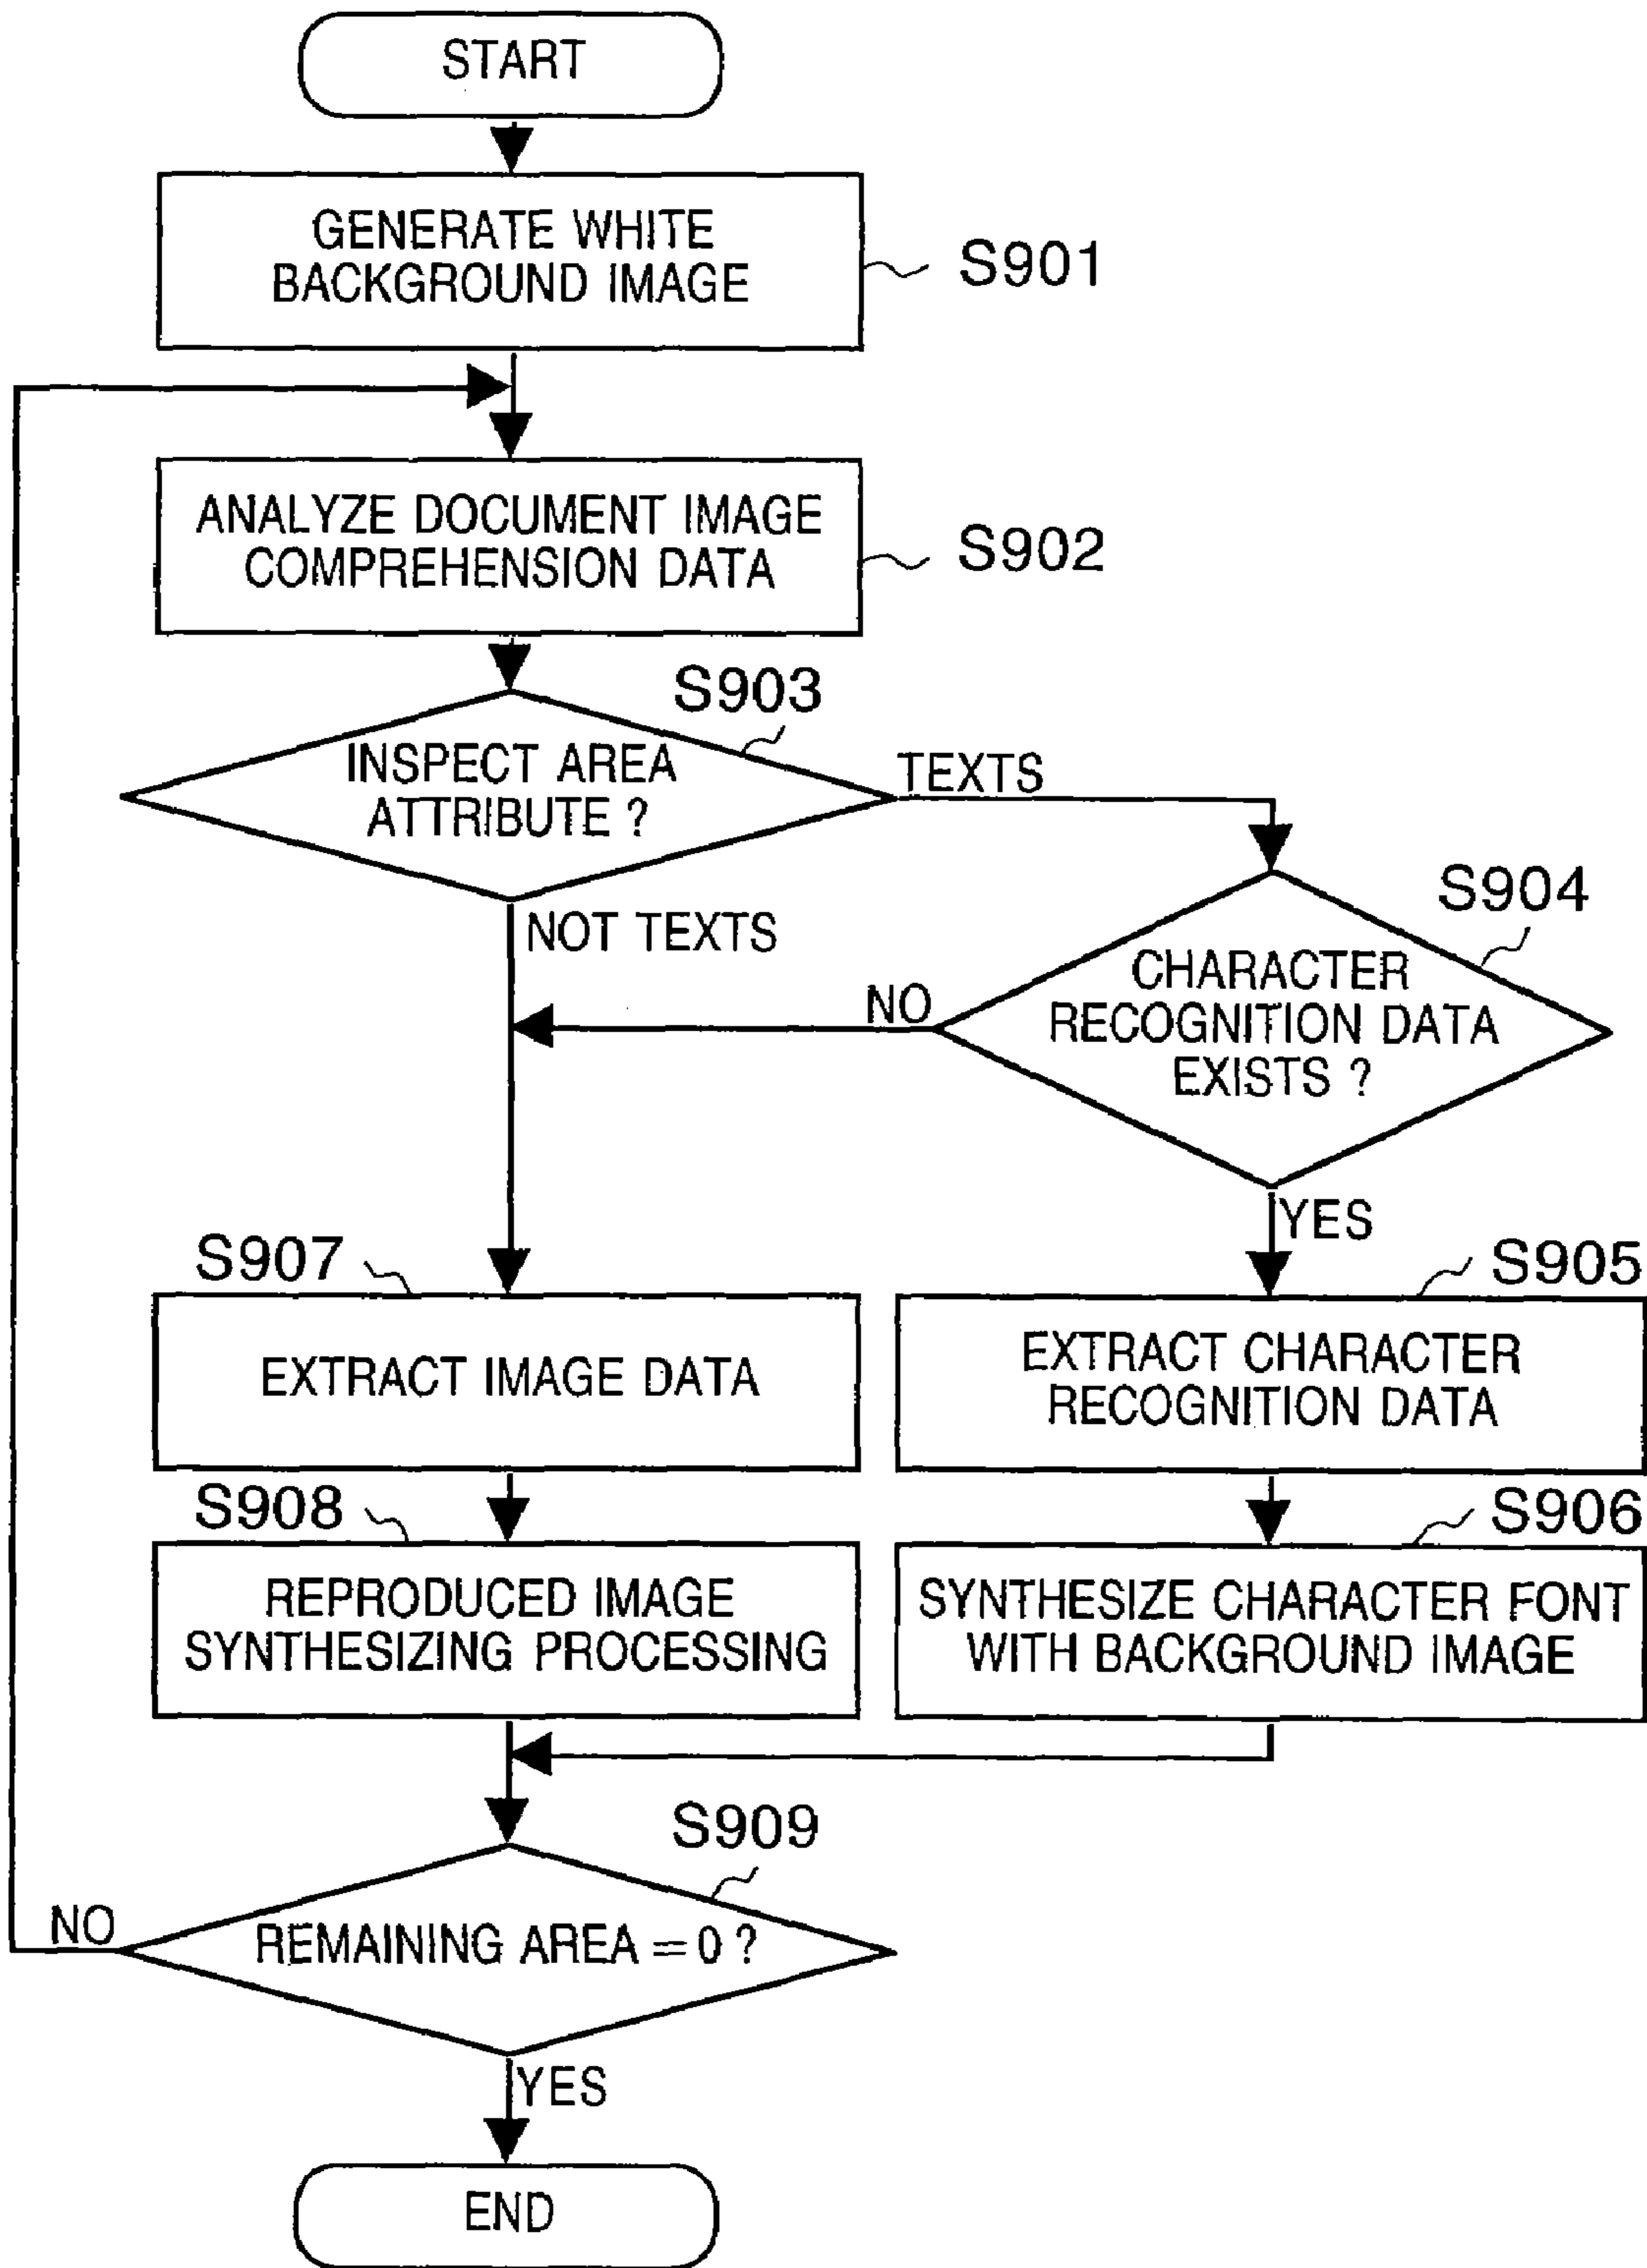 START
GENERATE WHITE
BACKGROUND IMAGE
S901
ANALYZE DOCUMENT IMAGE
COMPREHENSION DATA
S902
S903
INSPECT AREA
ATTRIBUTE ?
TEXTS
NOT TEXTS
S904
CHARACTER
RECOGNITION DATA
EXISTS ?
NO
YES
S907
EXTRACT IMAGE DATA
S905
EXTRACT CHARACTER
RECOGNITION DATA
S908
REPRODUCED IMAGE
SYNTHESIZING PROCESSING
S906
SYNTHESIZE CHARACTER FONT
WITH BACKGROUND IMAGE
S909
REMAINING AREA = 0 ?
NO
YES
END